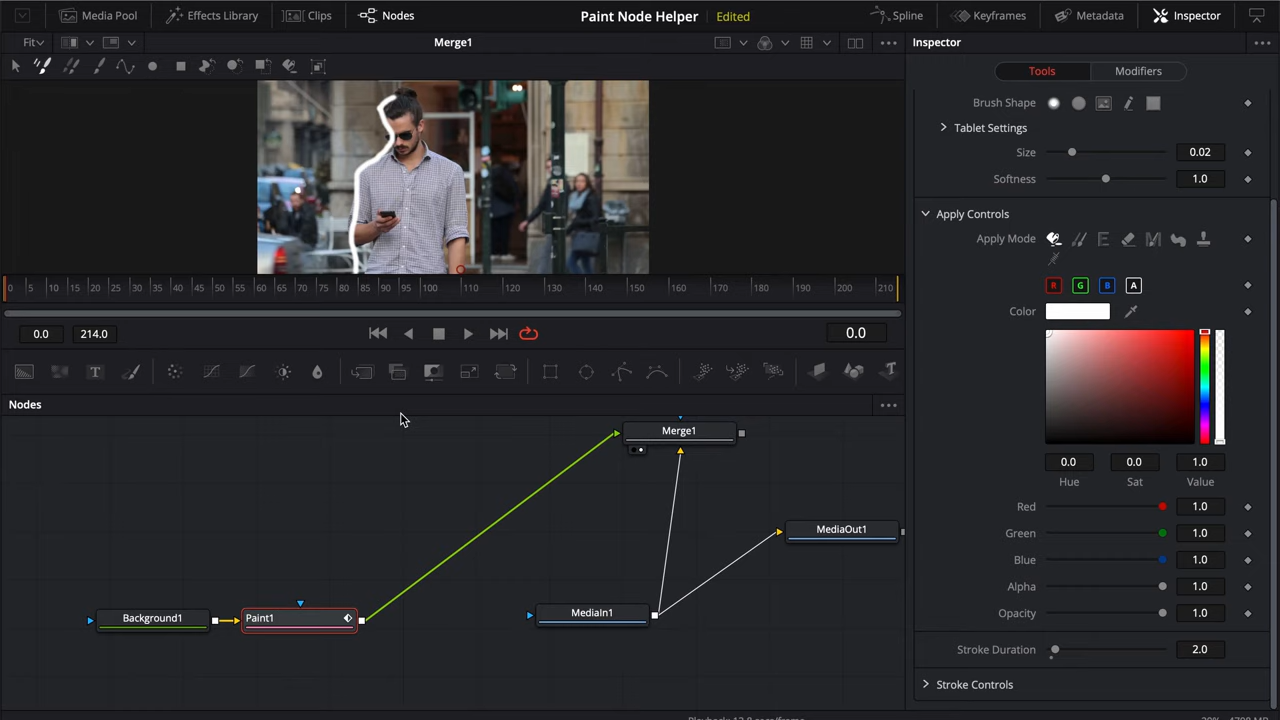 Media Pool
Effects Library
Clips
Nodes
Paint Node Helper
Edited
Spline
Keyframes
Metadata
Inspector
Fit
Merge1
Inspector
Tools
Modifiers
Brush Shape
Tablet Settings
Size
0.02
Softness
1.0
Apply Controls
Apply Mode
R
G
B
A
Color
0.0
0.0
1.0
Hue
Sat
Value
Red
1.0
Green
1.0
Blue
1.0
Alpha
1.0
Opacity
1.0
Stroke Duration
2.0
Stroke Controls
0 5 10 15 20 25 30 35 40 45 50 55 60 65 70 75 80 85 90 95 100 110 120 130 140 150 160 170 180 190 200 210
0.0
214.0
0.0
T
T
Nodes
Merge1
MediaOut1
Background1
Paint1
MediaIn1